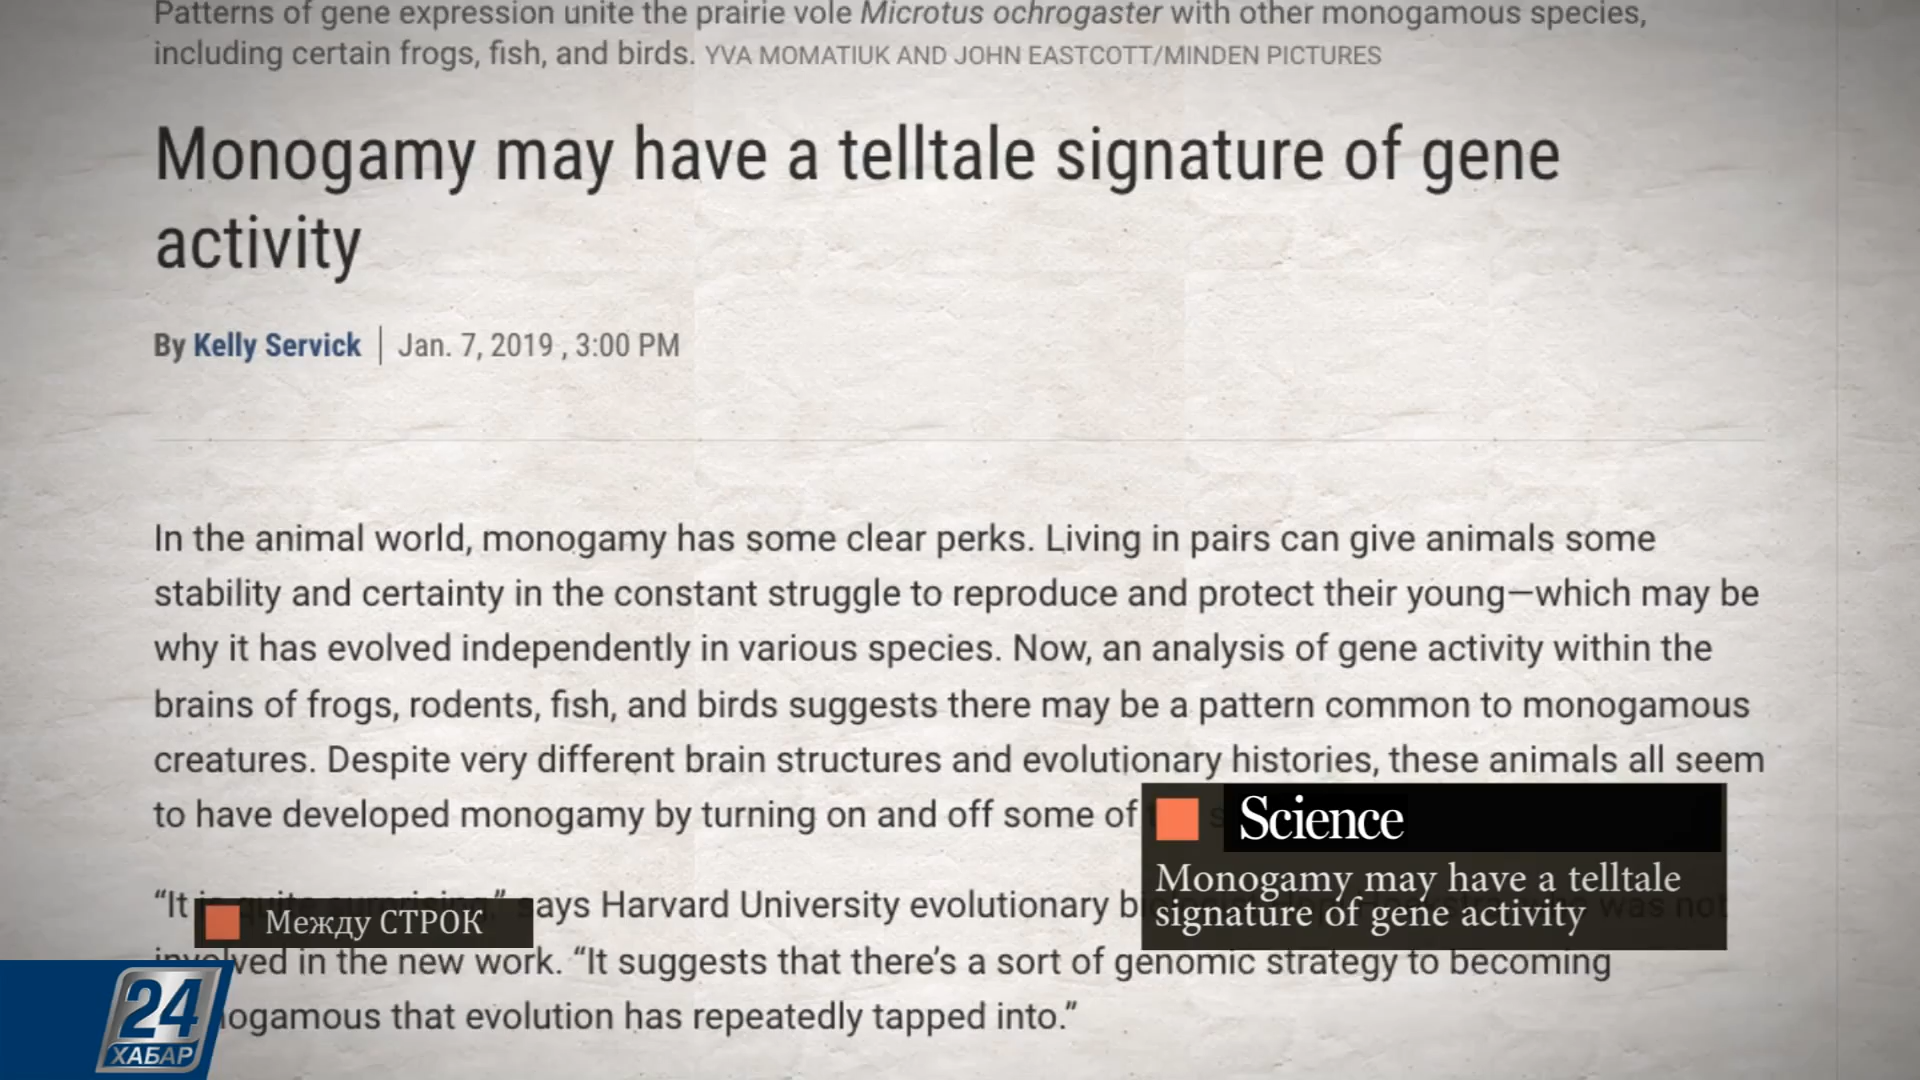 Patterns of gene expression unite the prairie vole Microtus ochrogaster with other monogamous species,
including certain frogs, fish, and birds. YVA MOMATIUK AND JOHN EASTCOTT/MINDEN PICTURES
Monogamy may have a telltale signature of gene
activity
By Kelly Servick | Jan. 7, 2019 , 3:00 PM
In the animal world, monogamy has some clear perks. Living in pairs can give animals some
stability and certainty in the constant struggle to reproduce and protect their young—which may be
why it has evolved independently in various species. Now, an analysis of gene activity within the
brains of frogs, rodents, fish, and birds suggests there may be a pattern common to monogamous
creatures. Despite very different brain structures and evolutionary histories, these animals all seem
to have developed monogamy by turning on and off some of
“It is quite surprising,” says Harvard University evolutionary was not
involved in the new work. “It suggests that there’s a sort of genomic strategy to becoming
that evolution has repeatedly tapped into.”
Science
Monogamy may have a telltale
signature of gene activity
Между СТРОК
24
ХАБАР